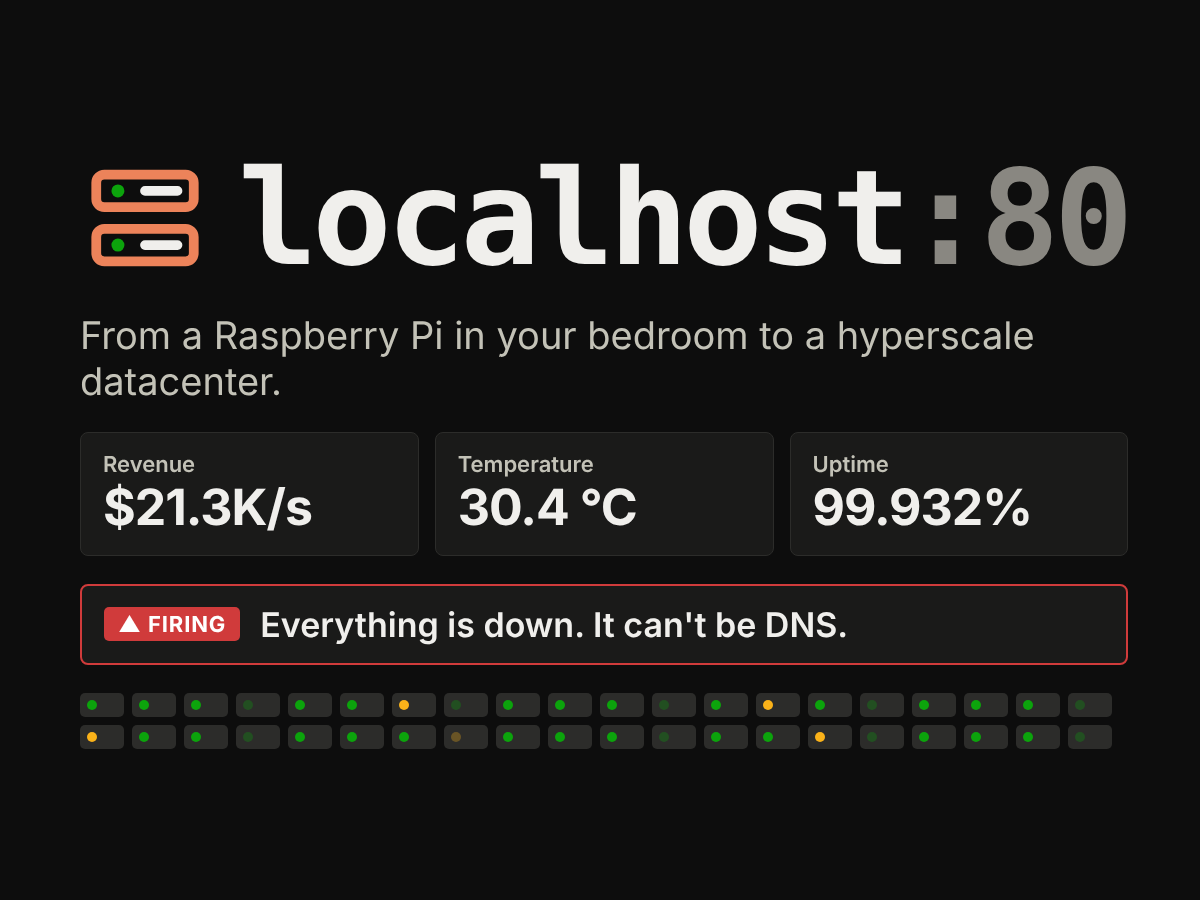 localhost:80
From a Raspberry Pi in your bedroom to a hyperscale
datacenter.
Revenue
$21.3K/s
Temperature
30.4 °C
Uptime
99.932%
▲ FIRING Everything is down. It can't be DNS.